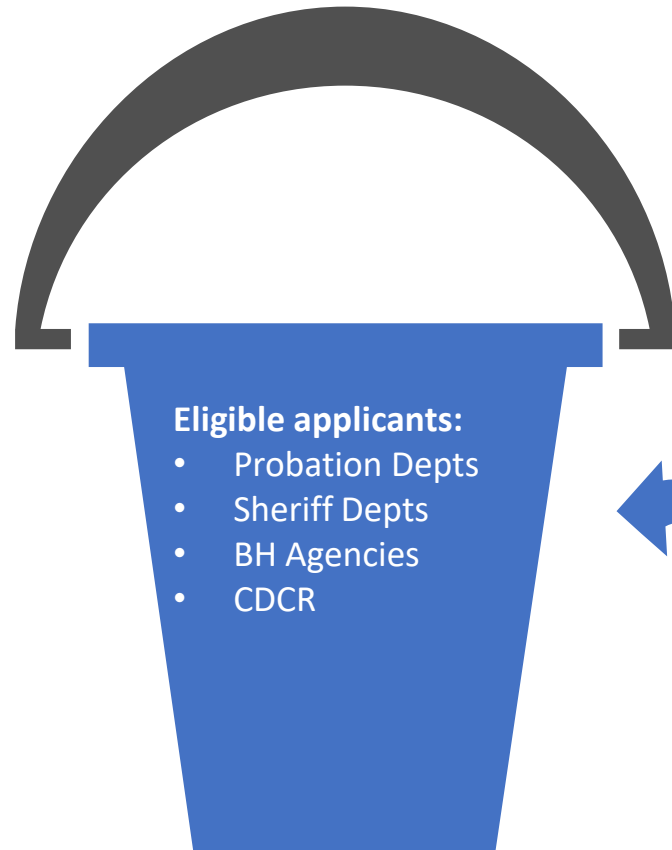 Eligible applicants:
• Probation Depts
• Sheriff Depts
• BH Agencies
• CDCR